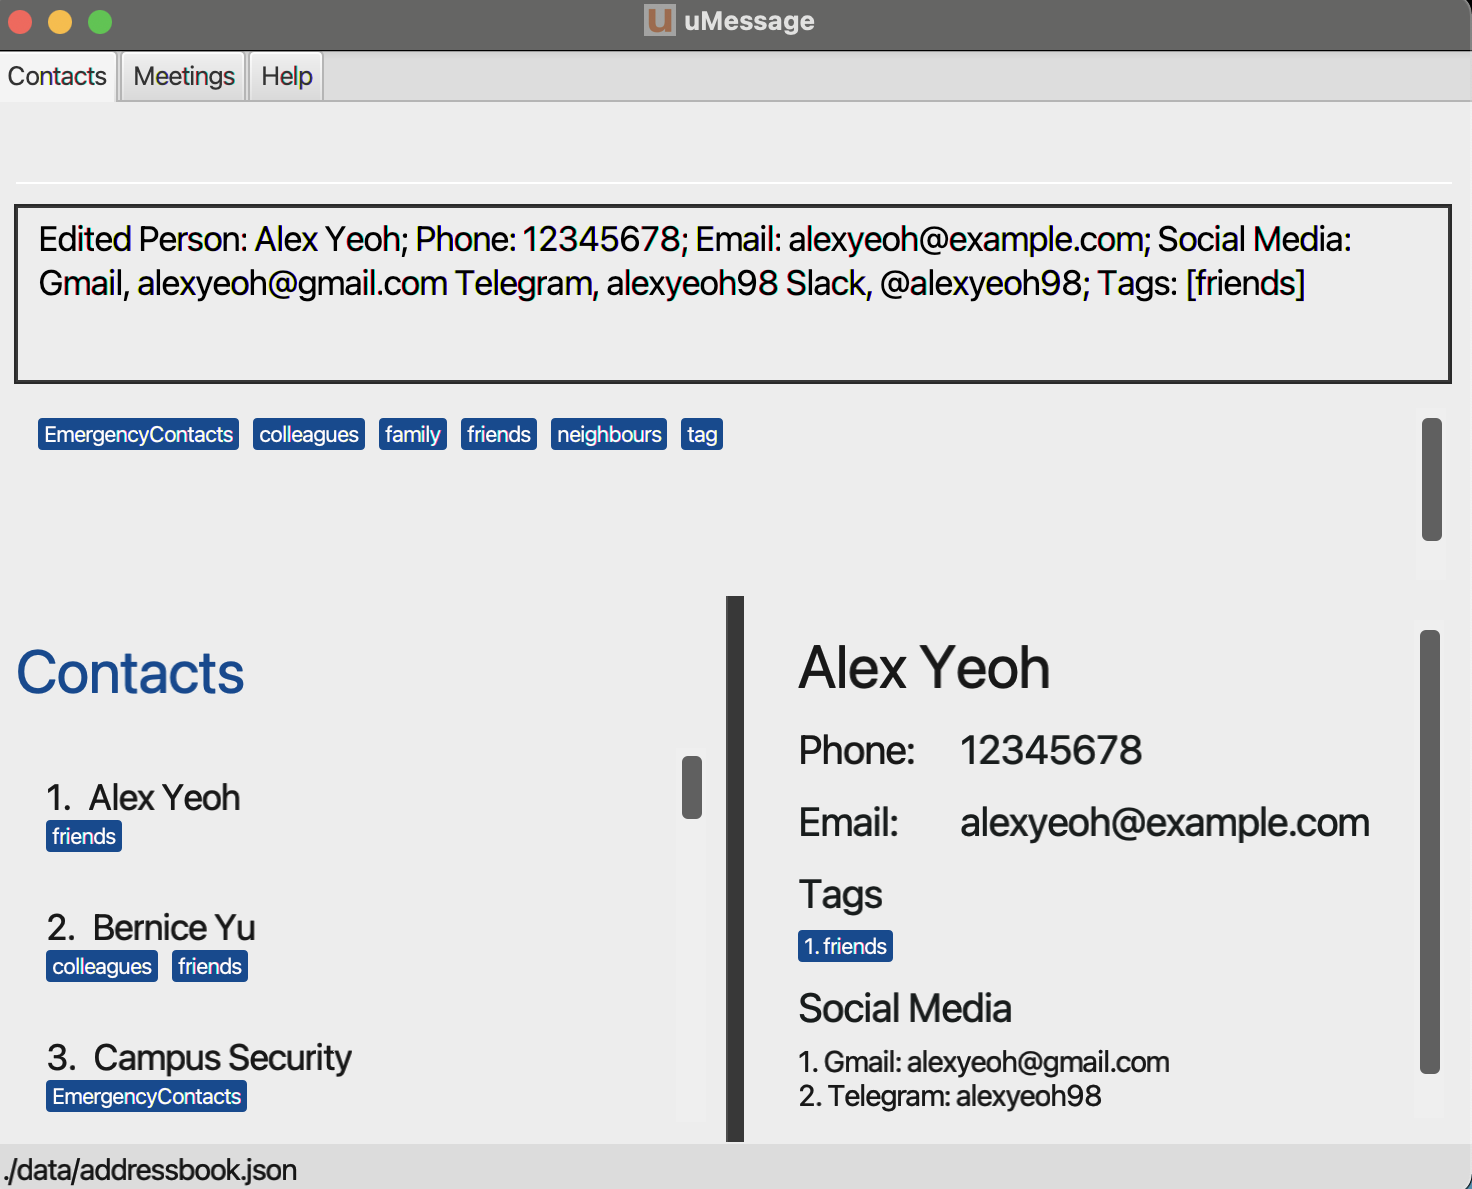 u uMessage
Contacts Meetings Help
Edited Person: Alex Yeoh; Phone: 12345678; Email: alexyeoh@example.com; Social Media:
Gmail, alexyeoh@gmail.com Telegram, alexyeoh98 Slack, @alexyeoh98; Tags: [friends]
EmergencyContacts colleagues family friends neighbours tag
Contacts
1. Alex Yeoh
friends
2. Bernice Yu
colleagues friends
3. Campus Security
EmergencyContacts
Alex Yeoh
Phone: 12345678
Email: alexyeoh@example.com
Tags
1. friends
Social Media
1. Gmail: alexyeoh@gmail.com
2. Telegram: alexyeoh98
./data/addressbook.json